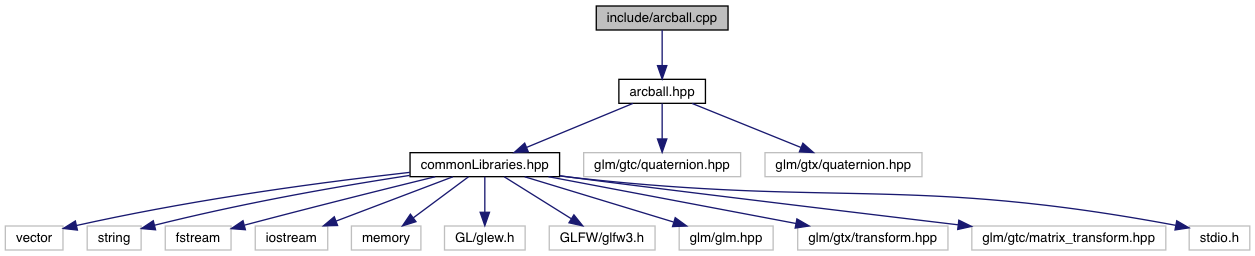 include/arcball.cpp
arcball.hpp
commonLibraries.hpp
glm/gtc/quaternion.hpp
glm/gtx/quaternion.hpp
vector
string
fstream
iostream
memory
GL/glew.h
GLFW/glfw3.h
glm/glm.hpp
glm/gtx/transform.hpp
glm/gtc/matrix_transform.hpp
stdio.h